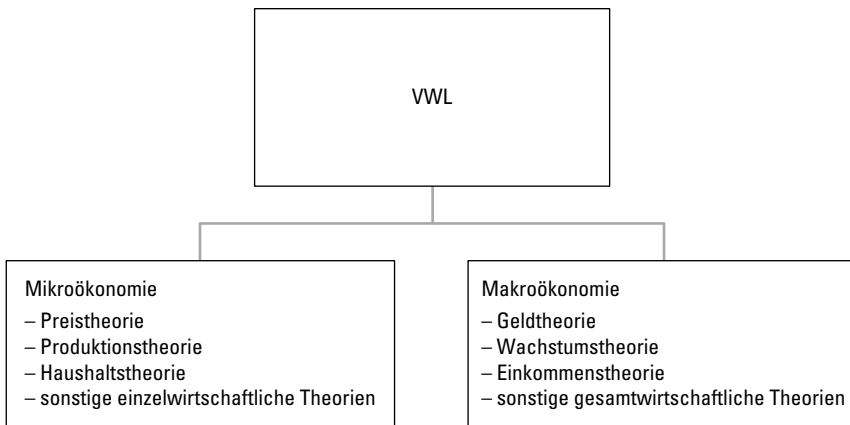 VWL
Mikroökonomie
– Preistheorie
– Produktionstheorie
– Haushaltstheorie
– sonstige einzelwirtschaftliche Theorien
Makroökonomie
– Geldtheorie
– Wachstumstheorie
– Einkommenstheorie
– sonstige gesamtwirtschaftliche Theorien